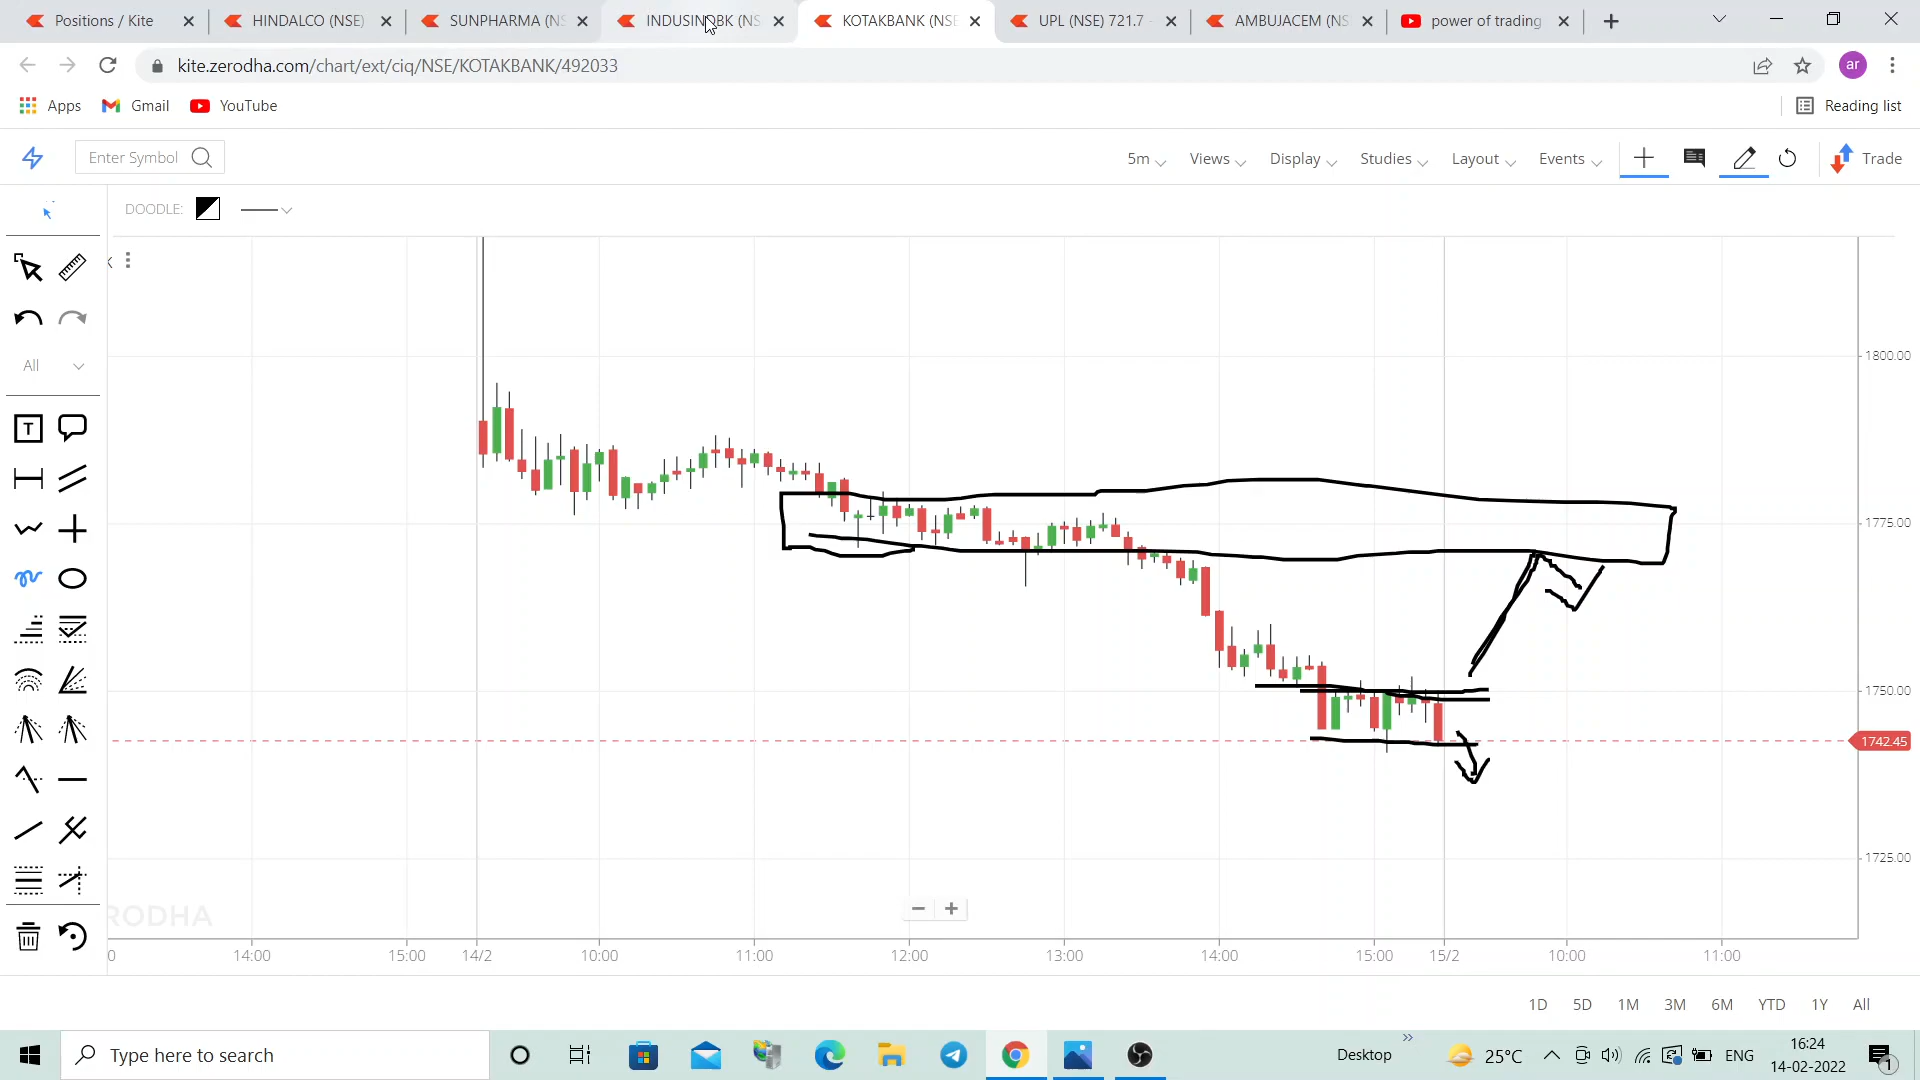 Positions / Kite
HINDALCO (NSE)
SUNPHARMA (NS
INDUSINDBK (NS
KOTAKBANK (NSE
UPL (NSE) 721.7 -
AMBUJACEM (NS
power of trading
kite.zerodha.com/chart/ext/ciq/NSE/KOTAKBANK/492033
ar
Apps
Gmail
YouTube
Reading list
Enter Symbol
5m
Views
Display
Studies
Layout
Events
Trade
DOODLE:
K
All
T
1800.00
1775.00
1750.00
1742.45
1725.00
ERODHA
0
14:00
15:00
14/2
10:00
11:00
12:00
13:00
14:00
15:00
15/2
10:00
11:00
1D
5D
1M
3M
6M
YTD
1Y
All
Type here to search
Desktop
25°C
ENG
16:24
14-02-2022
1